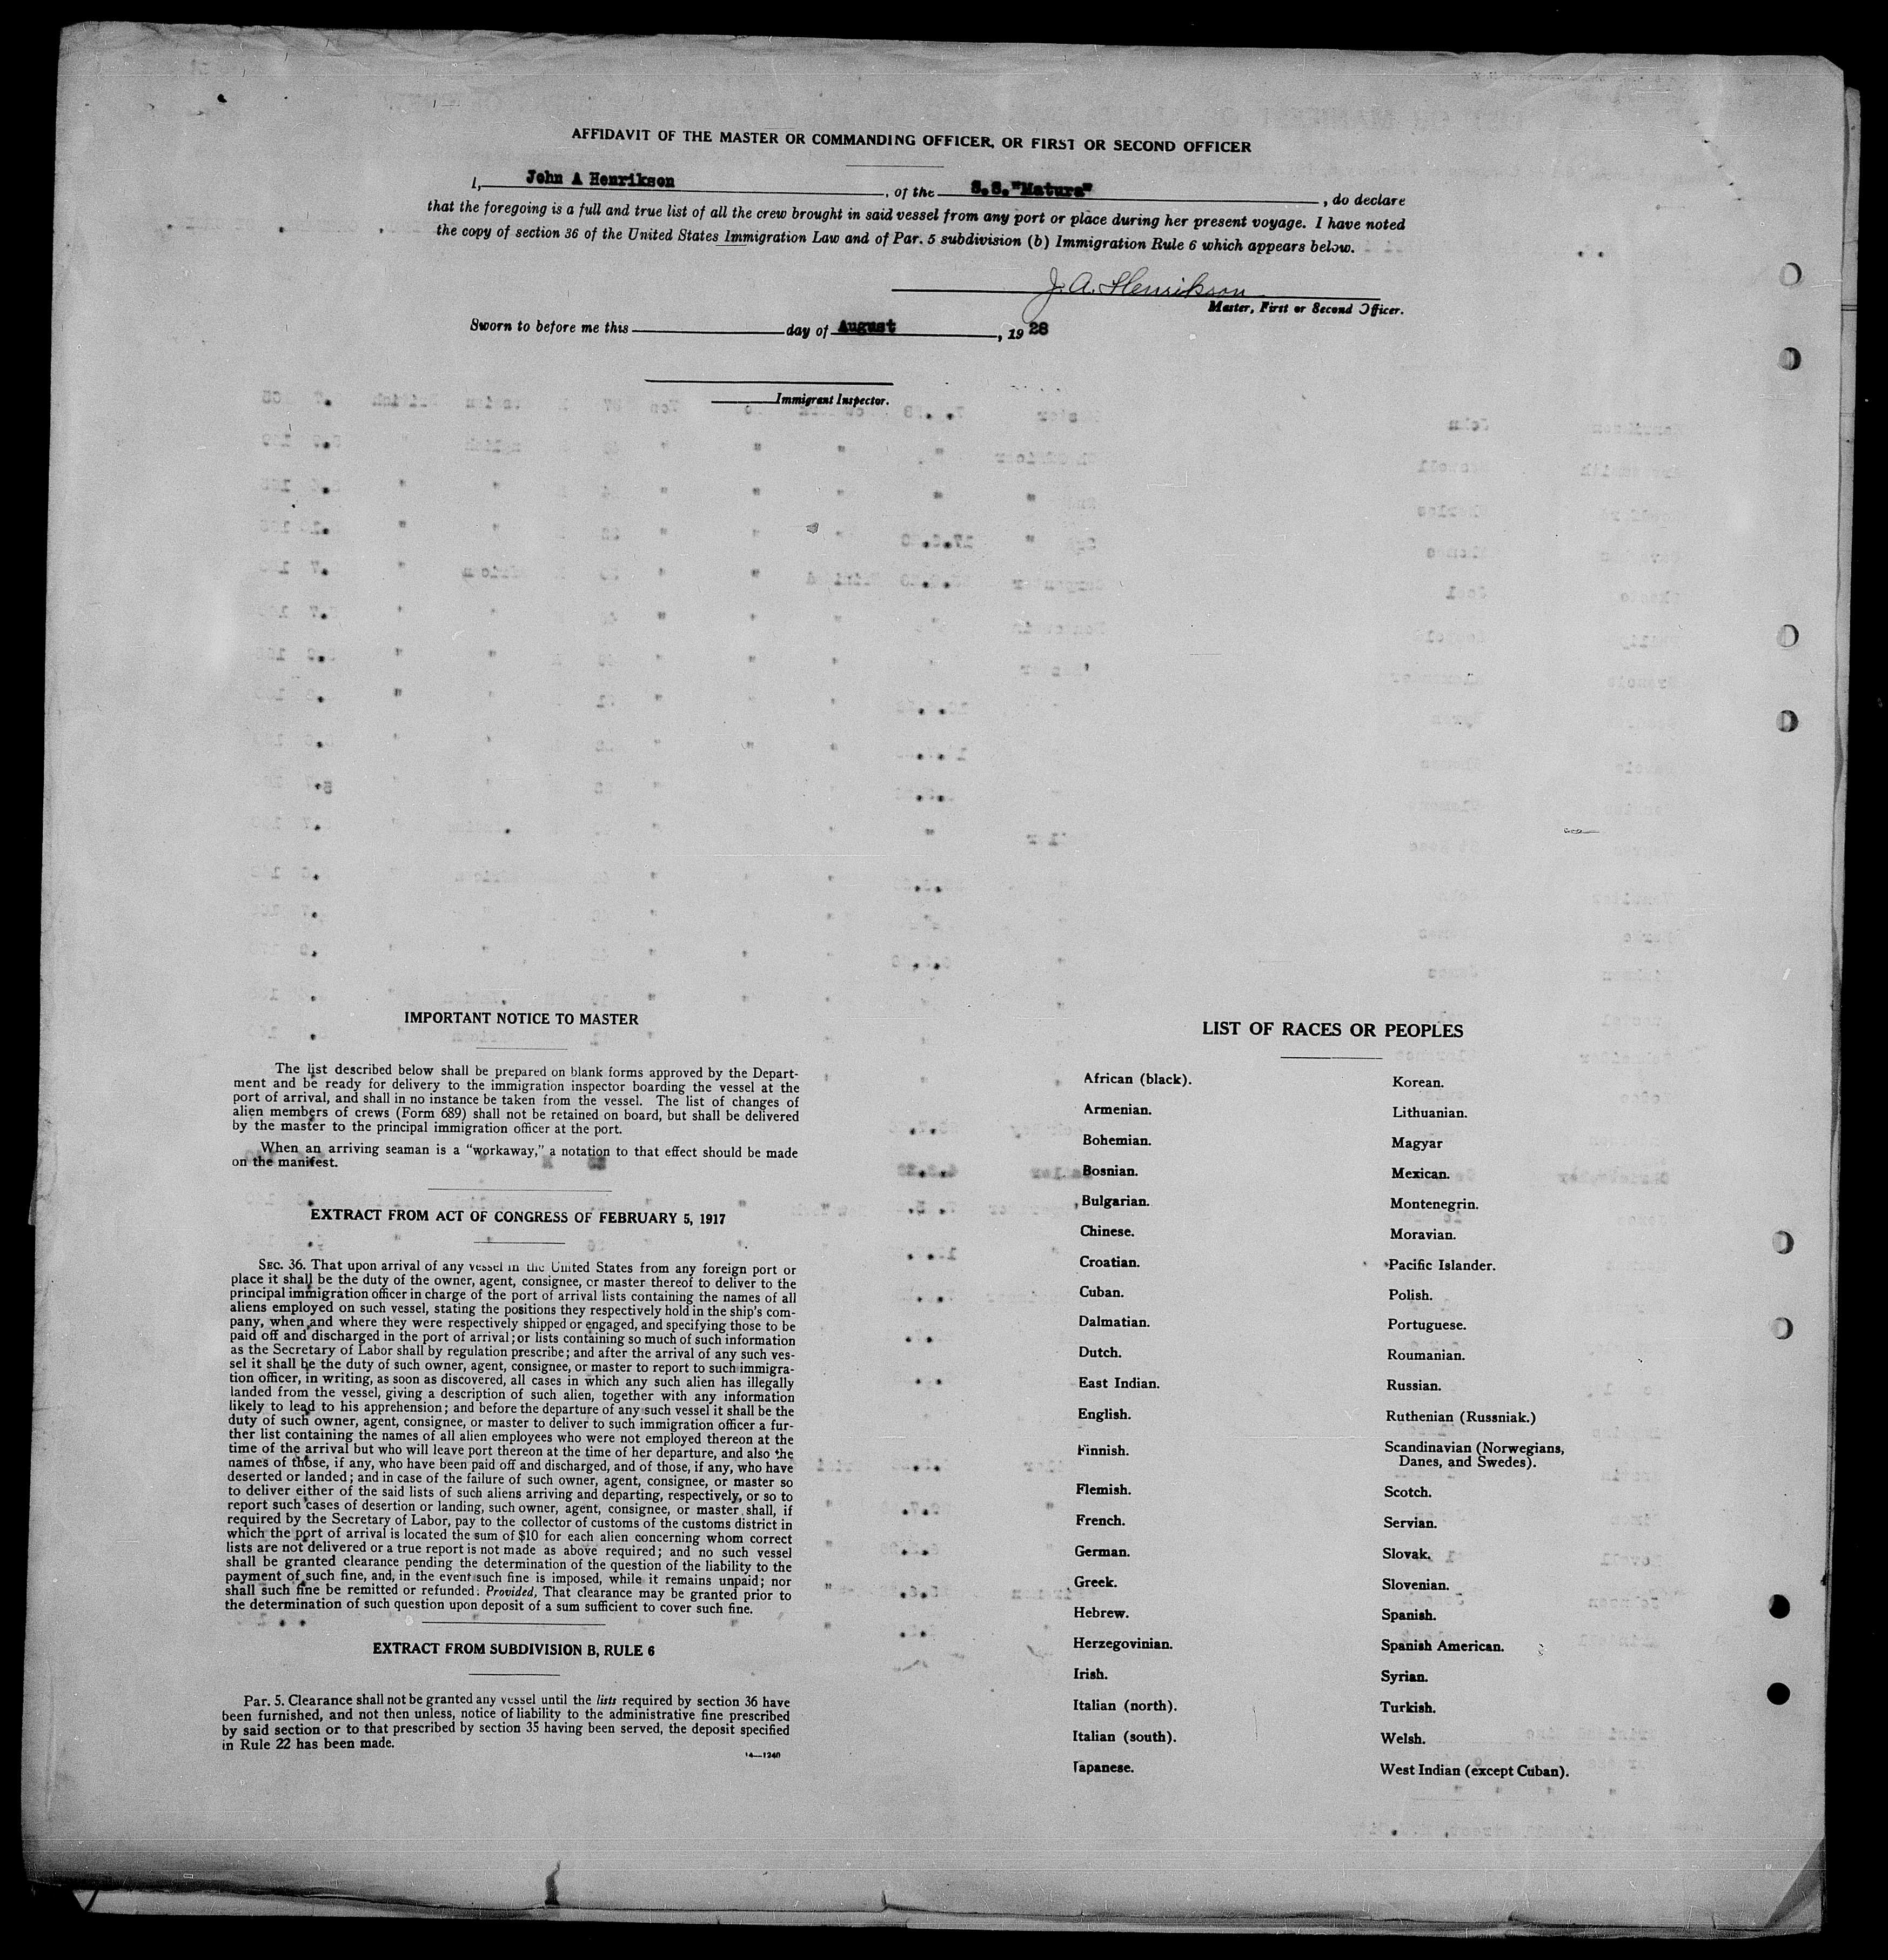 AFFIDAVIT OF THE MASTER OR COMMANDING OFFICER, OR FIRST OR SECOND OFFICER
I, John A Henrikson, of the S.S."Matura", do declare
that the foregoing is a full and true list of all the crew brought in said vessel from any port or place during her present voyage. I have noted
the copy of section 36 of the United States Immigration Law and of Par. 5 subdivision (b) Immigration Rule 6 which appears below.
J. A. Henrikson
Master, First or Second Officer.
Sworn to before me this day of August, 1928
Immigrant Inspector.
IMPORTANT NOTICE TO MASTER
The list described below shall be prepared on blank forms approved by the Depart-
ment and be ready for delivery to the immigration inspector boarding the vessel at the
port of arrival, and shall in no instance be taken from the vessel. The list of changes of
alien members of crews (Form 689) shall not be retained on board, but shall be delivered
by the master to the principal immigration officer at the port.
When an arriving seaman is a "workaway," a notation to that effect should be made
on the manifest.
EXTRACT FROM ACT OF CONGRESS OF FEBRUARY 5, 1917
SEC. 36. That upon arrival of any vessel in the United States from any foreign port or
place it shall be the duty of the owner, agent, consignee, or master thereof to deliver to the
principal immigration officer in charge of the port of arrival lists containing the names of all
aliens employed on such vessel, stating the positions they respectively hold in the ship's com-
pany, when and where they were respectively shipped or engaged, and specifying those to be
paid off and discharged in the port of arrival; or lists containing so much of such information
as the Secretary of Labor shall by regulation prescribe; and after the arrival of any such ves-
sel it shall be the duty of such owner, agent, consignee, or master to report to such immigra-
tion officer, in writing, as soon as discovered, all cases in which any such alien has illegally
landed from the vessel, giving a description of such alien, together with any information
likely to lead to his apprehension; and before the departure of any such vessel it shall be the
duty of such owner, agent, consignee, or master to deliver to such immigration officer a fur-
ther list containing the names of all alien employees who were not employed thereon at the
time of the arrival but who will leave port thereon at the time of her departure, and also the
names of those, if any, who have been paid off and discharged, and of those, if any, who have
deserted or landed; and in case of the failure of such owner, agent, consignee, or master so
to deliver either of the said lists of such aliens arriving and departing, respectively, or so to
report such cases of desertion or landing, such owner, agent, consignee, or master shall, if
required by the Secretary of Labor, pay to the collector of customs of the customs district in
which the port of arrival is located the sum of $10 for each alien concerning whom correct
lists are not delivered or a true report is not made as above required; and no such vessel
shall be granted clearance pending the determination of the question of the liability to the
payment of such fine, and, in the event such fine is imposed, while it remains unpaid; nor
shall such fine be remitted or refunded: Provided, That clearance may be granted prior to
the determination of such question upon deposit of a sum sufficient to cover such fine.
EXTRACT FROM SUBDIVISION B, RULE 6
Par. 5. Clearance shall not be granted any vessel until the lists required by section 36 have
been furnished, and not then unless, notice of liability to the administrative fine prescribed
by said section or to that prescribed by section 35 having been served, the deposit specified
in Rule 22 has been made.
14—1240
LIST OF RACES OR PEOPLES
African (black).
Armenian.
Bohemian.
Bosnian.
Bulgarian.
Chinese.
Croatian.
Cuban.
Dalmatian.
Dutch.
East Indian.
English.
Finnish.
Flemish.
French.
German.
Greek.
Hebrew.
Herzegovinian.
Irish.
Italian (north).
Italian (south).
Japanese.
Korean.
Lithuanian.
Magyar
Mexican.
Montenegrin.
Moravian.
Pacific Islander.
Polish.
Portuguese.
Roumanian.
Russian.
Ruthenian (Russniak.)
Scandinavian (Norwegians,
Danes, and Swedes).
Scotch.
Servian.
Slovak.
Slovenian.
Spanish.
Spanish American.
Syrian.
Turkish.
Welsh.
West Indian (except Cuban).